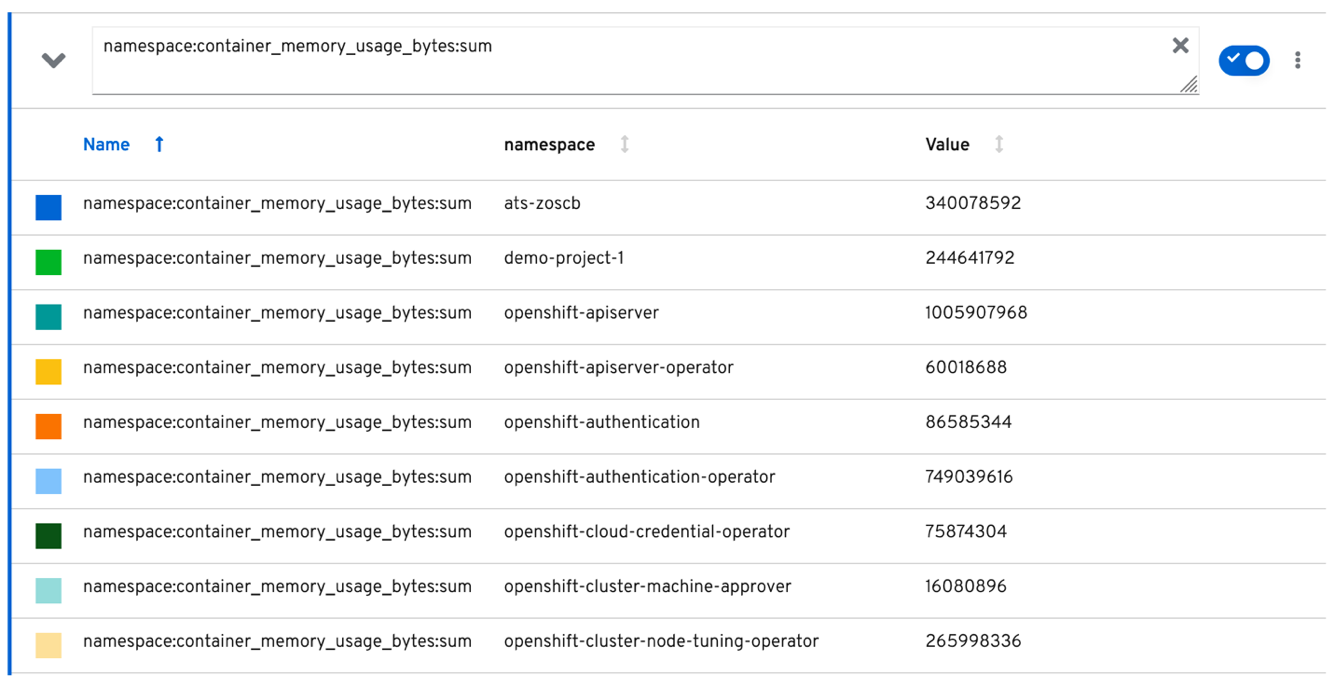 namespace:container_memory_usage_bytes:sum
Name namespace Value
namespace:container_memory_usage_bytes:sum ats-zoscb 340078592
namespace:container_memory_usage_bytes:sum demo-project-1 244641792
namespace:container_memory_usage_bytes:sum openshift-apiserver 1005907968
namespace:container_memory_usage_bytes:sum openshift-apiserver-operator 60018688
namespace:container_memory_usage_bytes:sum openshift-authentication 86585344
namespace:container_memory_usage_bytes:sum openshift-authentication-operator 749039616
namespace:container_memory_usage_bytes:sum openshift-cloud-credential-operator 75874304
namespace:container_memory_usage_bytes:sum openshift-cluster-machine-approver 16080896
namespace:container_memory_usage_bytes:sum openshift-cluster-node-tuning-operator 265998336